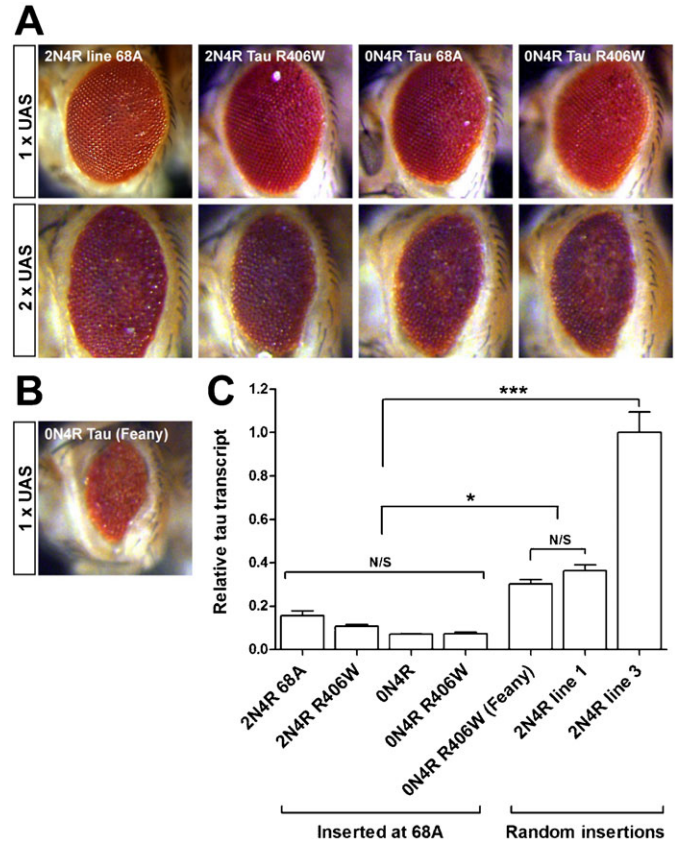 A
2N4R line 68A
2N4R Tau R406W
0N4R Tau 68A
0N4R Tau R406W
1 x UAS
2 x UAS
B
0N4R Tau (Feany)
1 x UAS
C
Relative tau transcript
1.2
1.0
0.8
0.6
0.4
0.2
0.0
***
*
N/S
N/S
2N4R 68A
2N4R R406W
0N4R
0N4R R406W
0N4R R406W (Feany)
2N4R line 1
2N4R line 3
Inserted at 68A
Random insertions